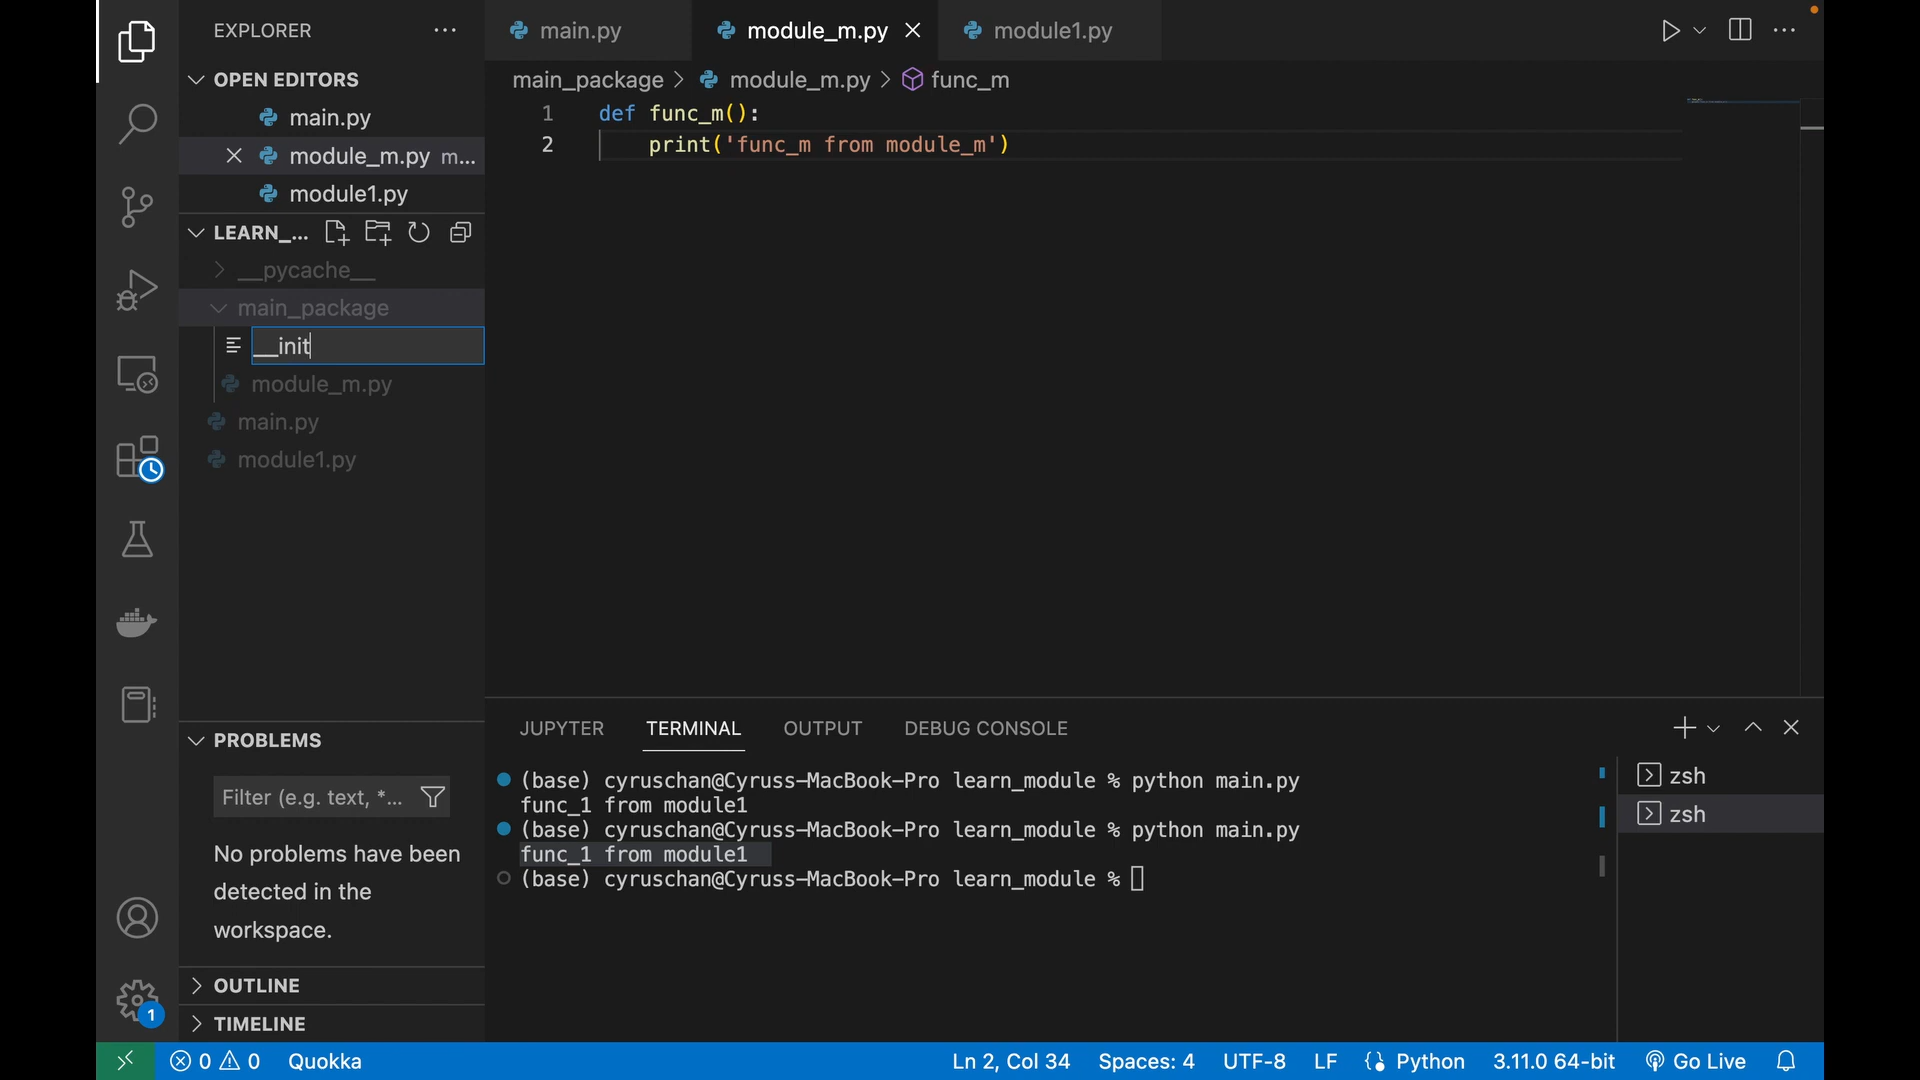 EXPLORER
OPEN EDITORS
main.py
module_m.py m...
module1.py
LEARN_...
__pycache__
main_package
__init
module_m.py
main.py
module1.py
PROBLEMS
Filter (e.g. text, *...
No problems have been
detected in the
workspace.
OUTLINE
TIMELINE
1
main.py
module_m.py
module1.py
main_package > module_m.py > func_m
1 def func_m():
2 print('func_m from module_m')
JUPYTER TERMINAL OUTPUT DEBUG CONSOLE
(base) cyruschan@Cyruss-MacBook-Pro learn_module % python main.py
func_1 from module1
(base) cyruschan@Cyruss-MacBook-Pro learn_module % python main.py
func_1 from module1
(base) cyruschan@Cyruss-MacBook-Pro learn_module %
zsh
zsh
0 0 Quokka Ln 2, Col 34 Spaces: 4 UTF-8 LF Python 3.11.0 64-bit Go Live